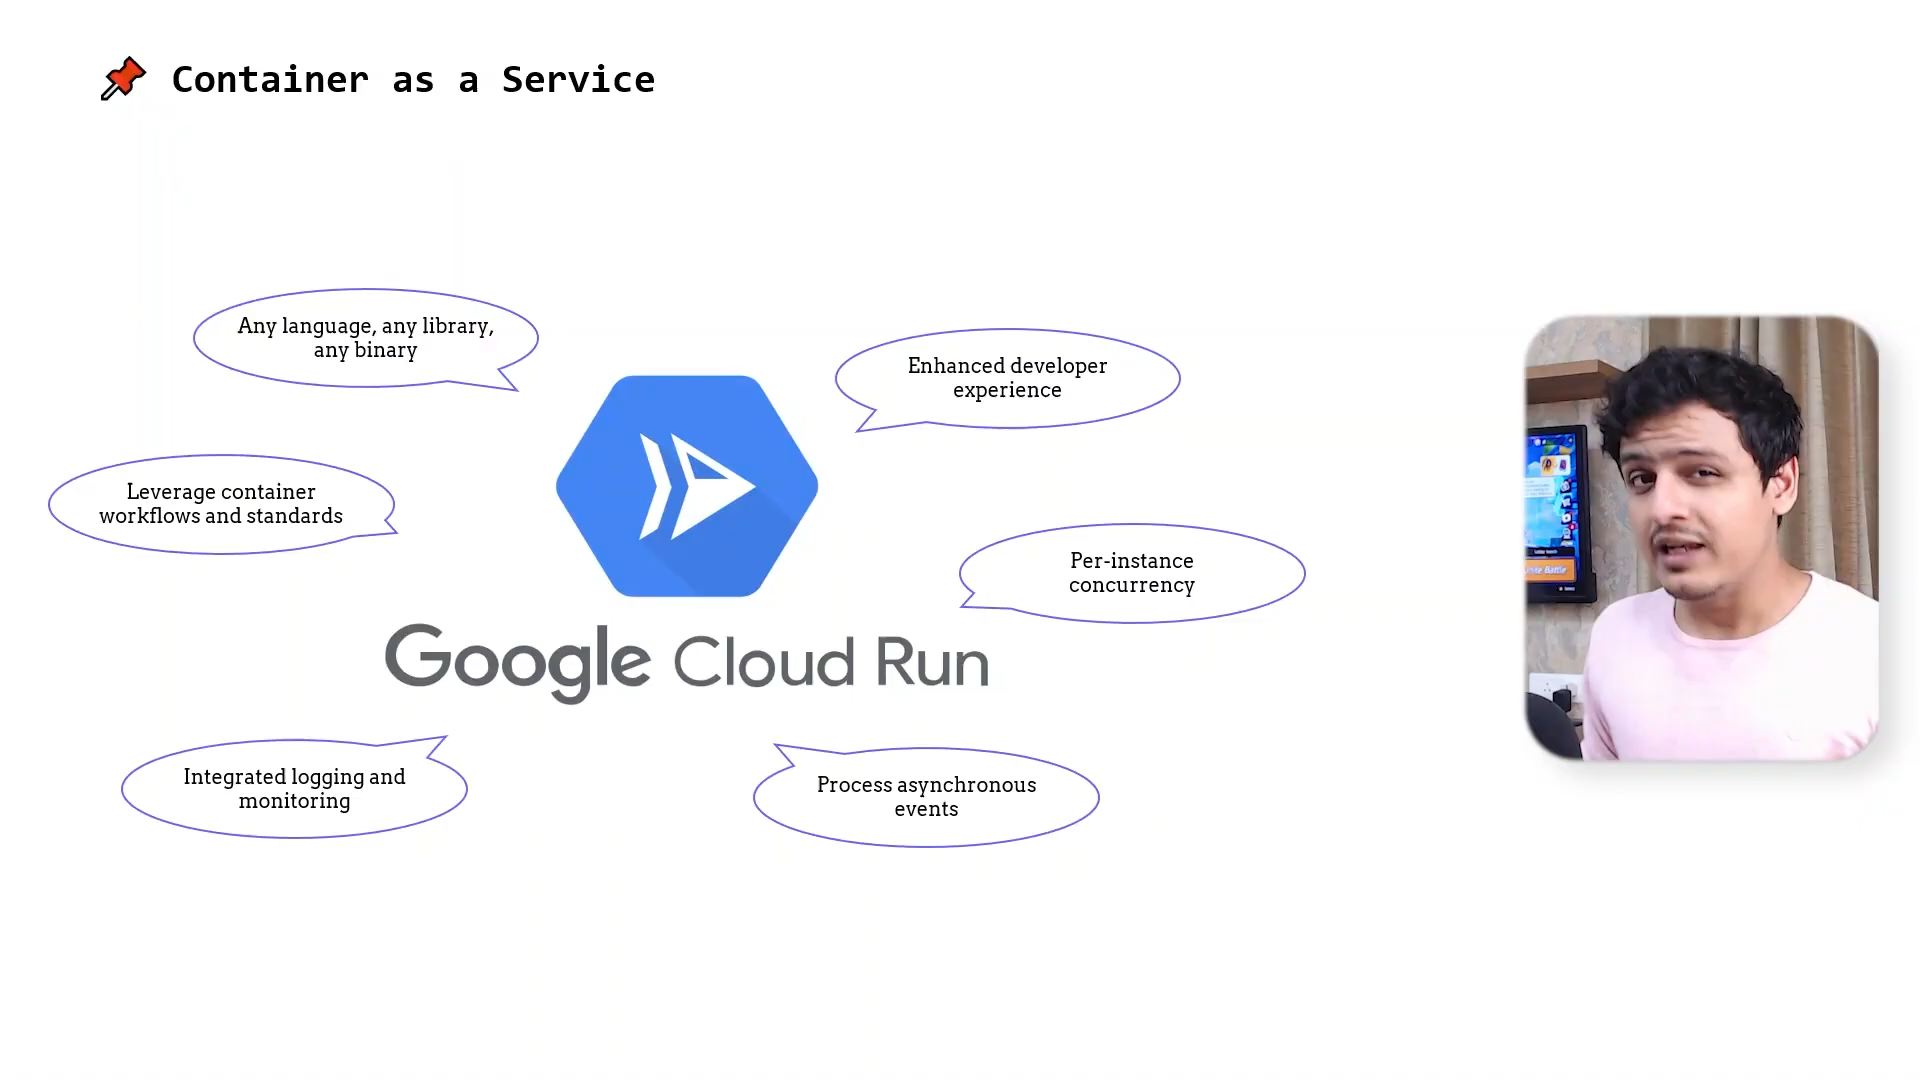 Container as a Service
Any language, any library,
any binary
Enhanced developer
experience
Leverage container
workflows and standards
Per-instance
concurrency
Google Cloud Run
Integrated logging and
monitoring
Process asynchronous
events